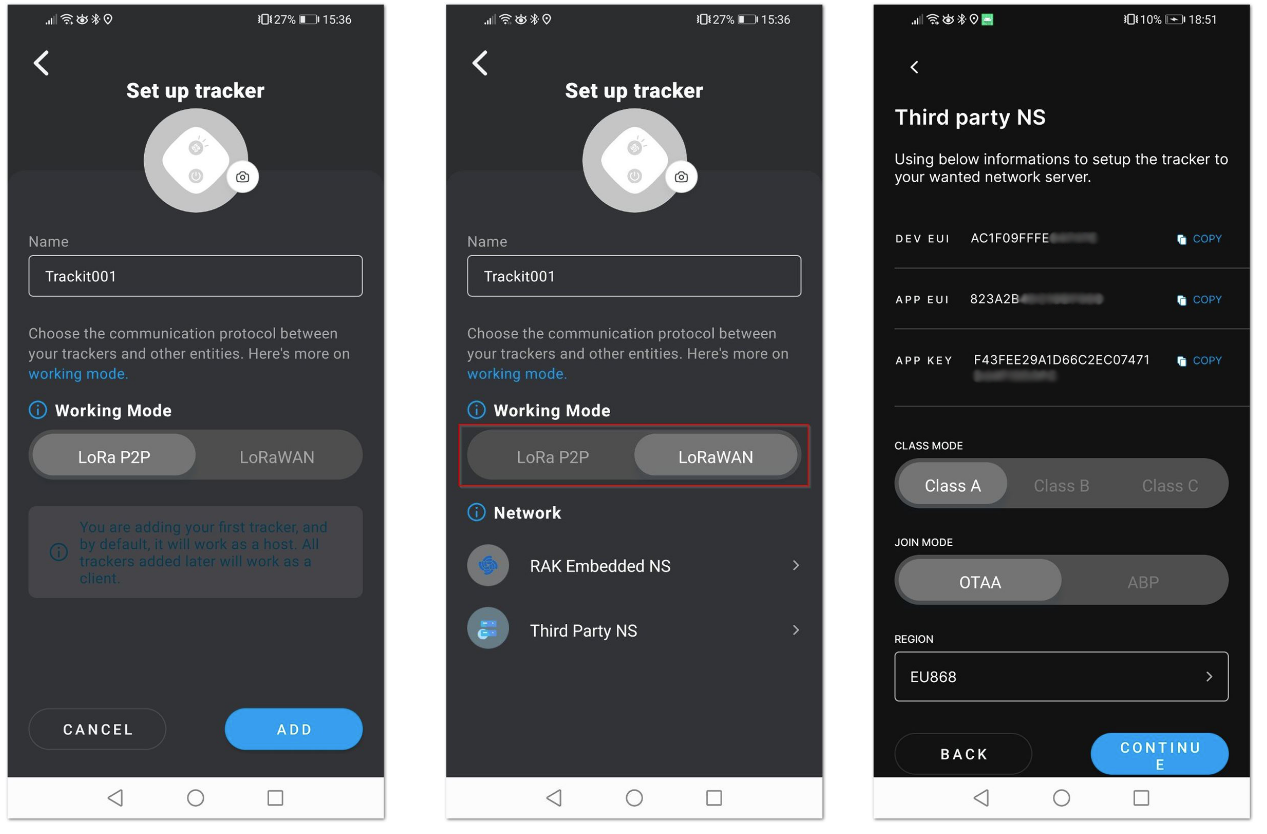 27% 15:36
Set up tracker
Name
Trackit001
Choose the communication protocol between
your trackers and other entities. Here's more on
working mode.
Working Mode
LoRa P2P LoRaWAN
You are adding your first tracker, and
by default, it will work as a host. All
trackers added later will work as a
client.
CANCEL ADD
27% 15:36
Set up tracker
Name
Trackit001
Choose the communication protocol between
your trackers and other entities. Here's more on
working mode.
Working Mode
LoRa P2P LoRaWAN
Network
RAK Embedded NS
Third Party NS
10% 18:51
Third party NS
Using below informations to setup the tracker to
your wanted network server.
DEV EUI AC1F09FFFE COPY
APP EUI 823A2B COPY
APP KEY F43FEE29A1D66C2EC07471 COPY
CLASS MODE
Class A Class B Class C
JOIN MODE
OTAA ABP
REGION
EU868
BACK CONTINU
E